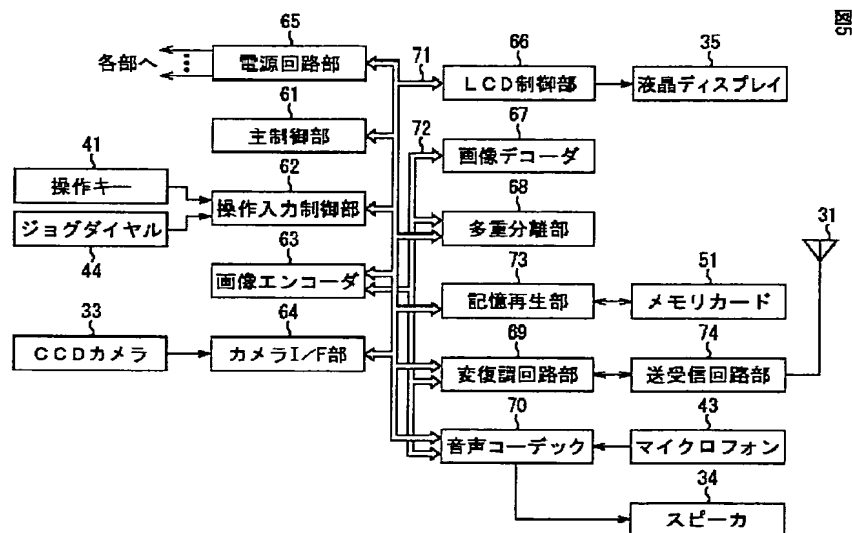 図5
65
電源回路部
各部へ
71
66
LCD制御部
35
液晶ディスプレイ
61
主制御部
72
67
画像デコーダ
41
操作キー
62
操作入力制御部
68
多重分離部
31
ジョグダイヤル
44
63
画像エンコーダ
73
記憶再生部
51
メモリカード
33
CCDカメラ
64
カメラI/F部
69
変復調回路部
74
送受信回路部
70
音声コーデック
43
マイクロフォン
34
スピーカ